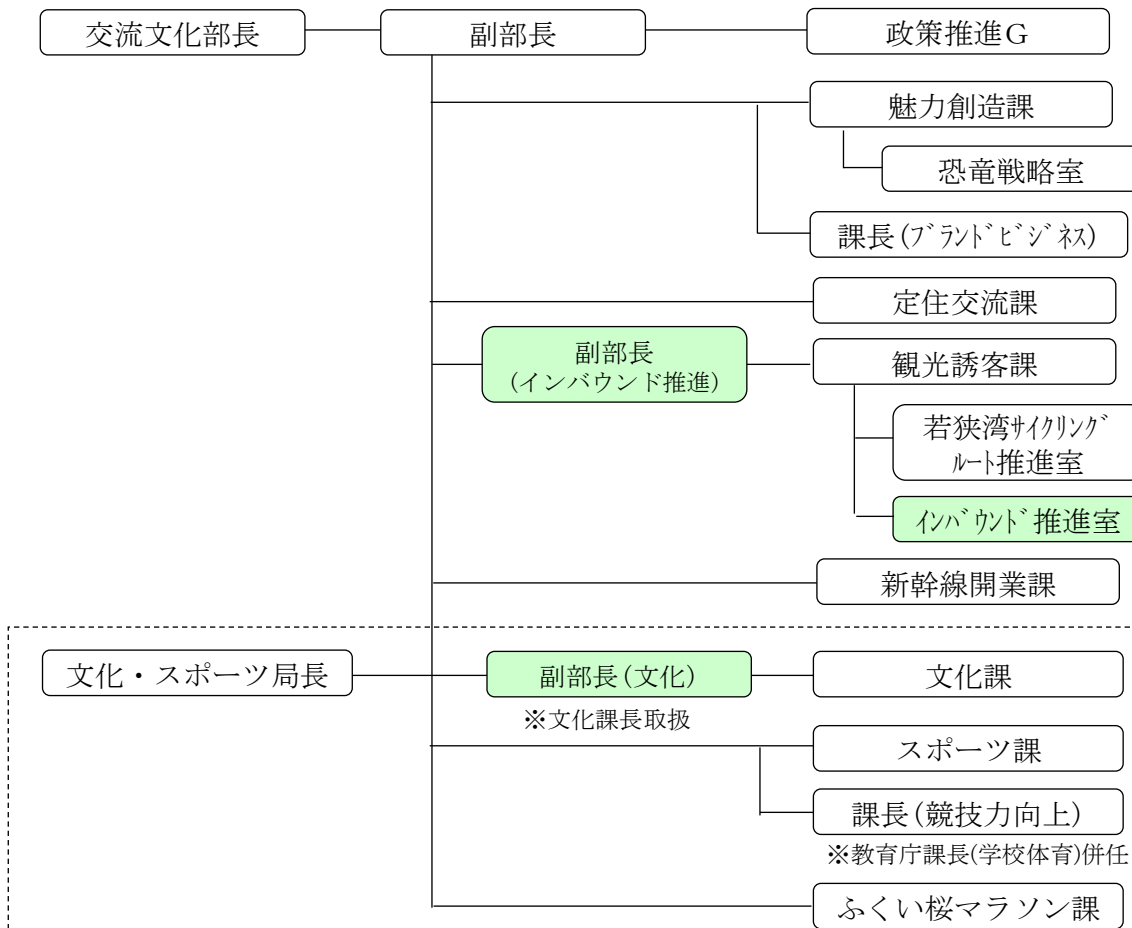 交流文化部長
副部長
政策推進G
魅力創造課
恐竜戦略室
課長(ﾌﾞﾗﾝﾄﾞﾋﾞｼﾞﾈｽ)
定住交流課
副部長
(インバウンド推進)
観光誘客課
若狭湾ｻｲｸﾘﾝｸﾞ
ﾙｰﾄ推進室
ｲﾝﾊﾞｳﾝﾄﾞ推進室
新幹線開業課
文化・スポーツ局長
副部長(文化)
文化課
※文化課長取扱
スポーツ課
課長(競技力向上)
※教育庁課長(学校体育)併任
ふくい桜マラソン課